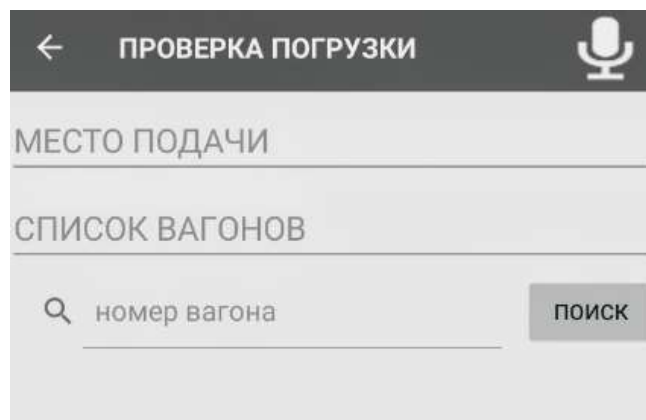 ПРОВЕРКА ПОГРУЗКИ
МЕСТО ПОДАЧИ
СПИСОК ВАГОНОВ
номер вагона ПОИСК